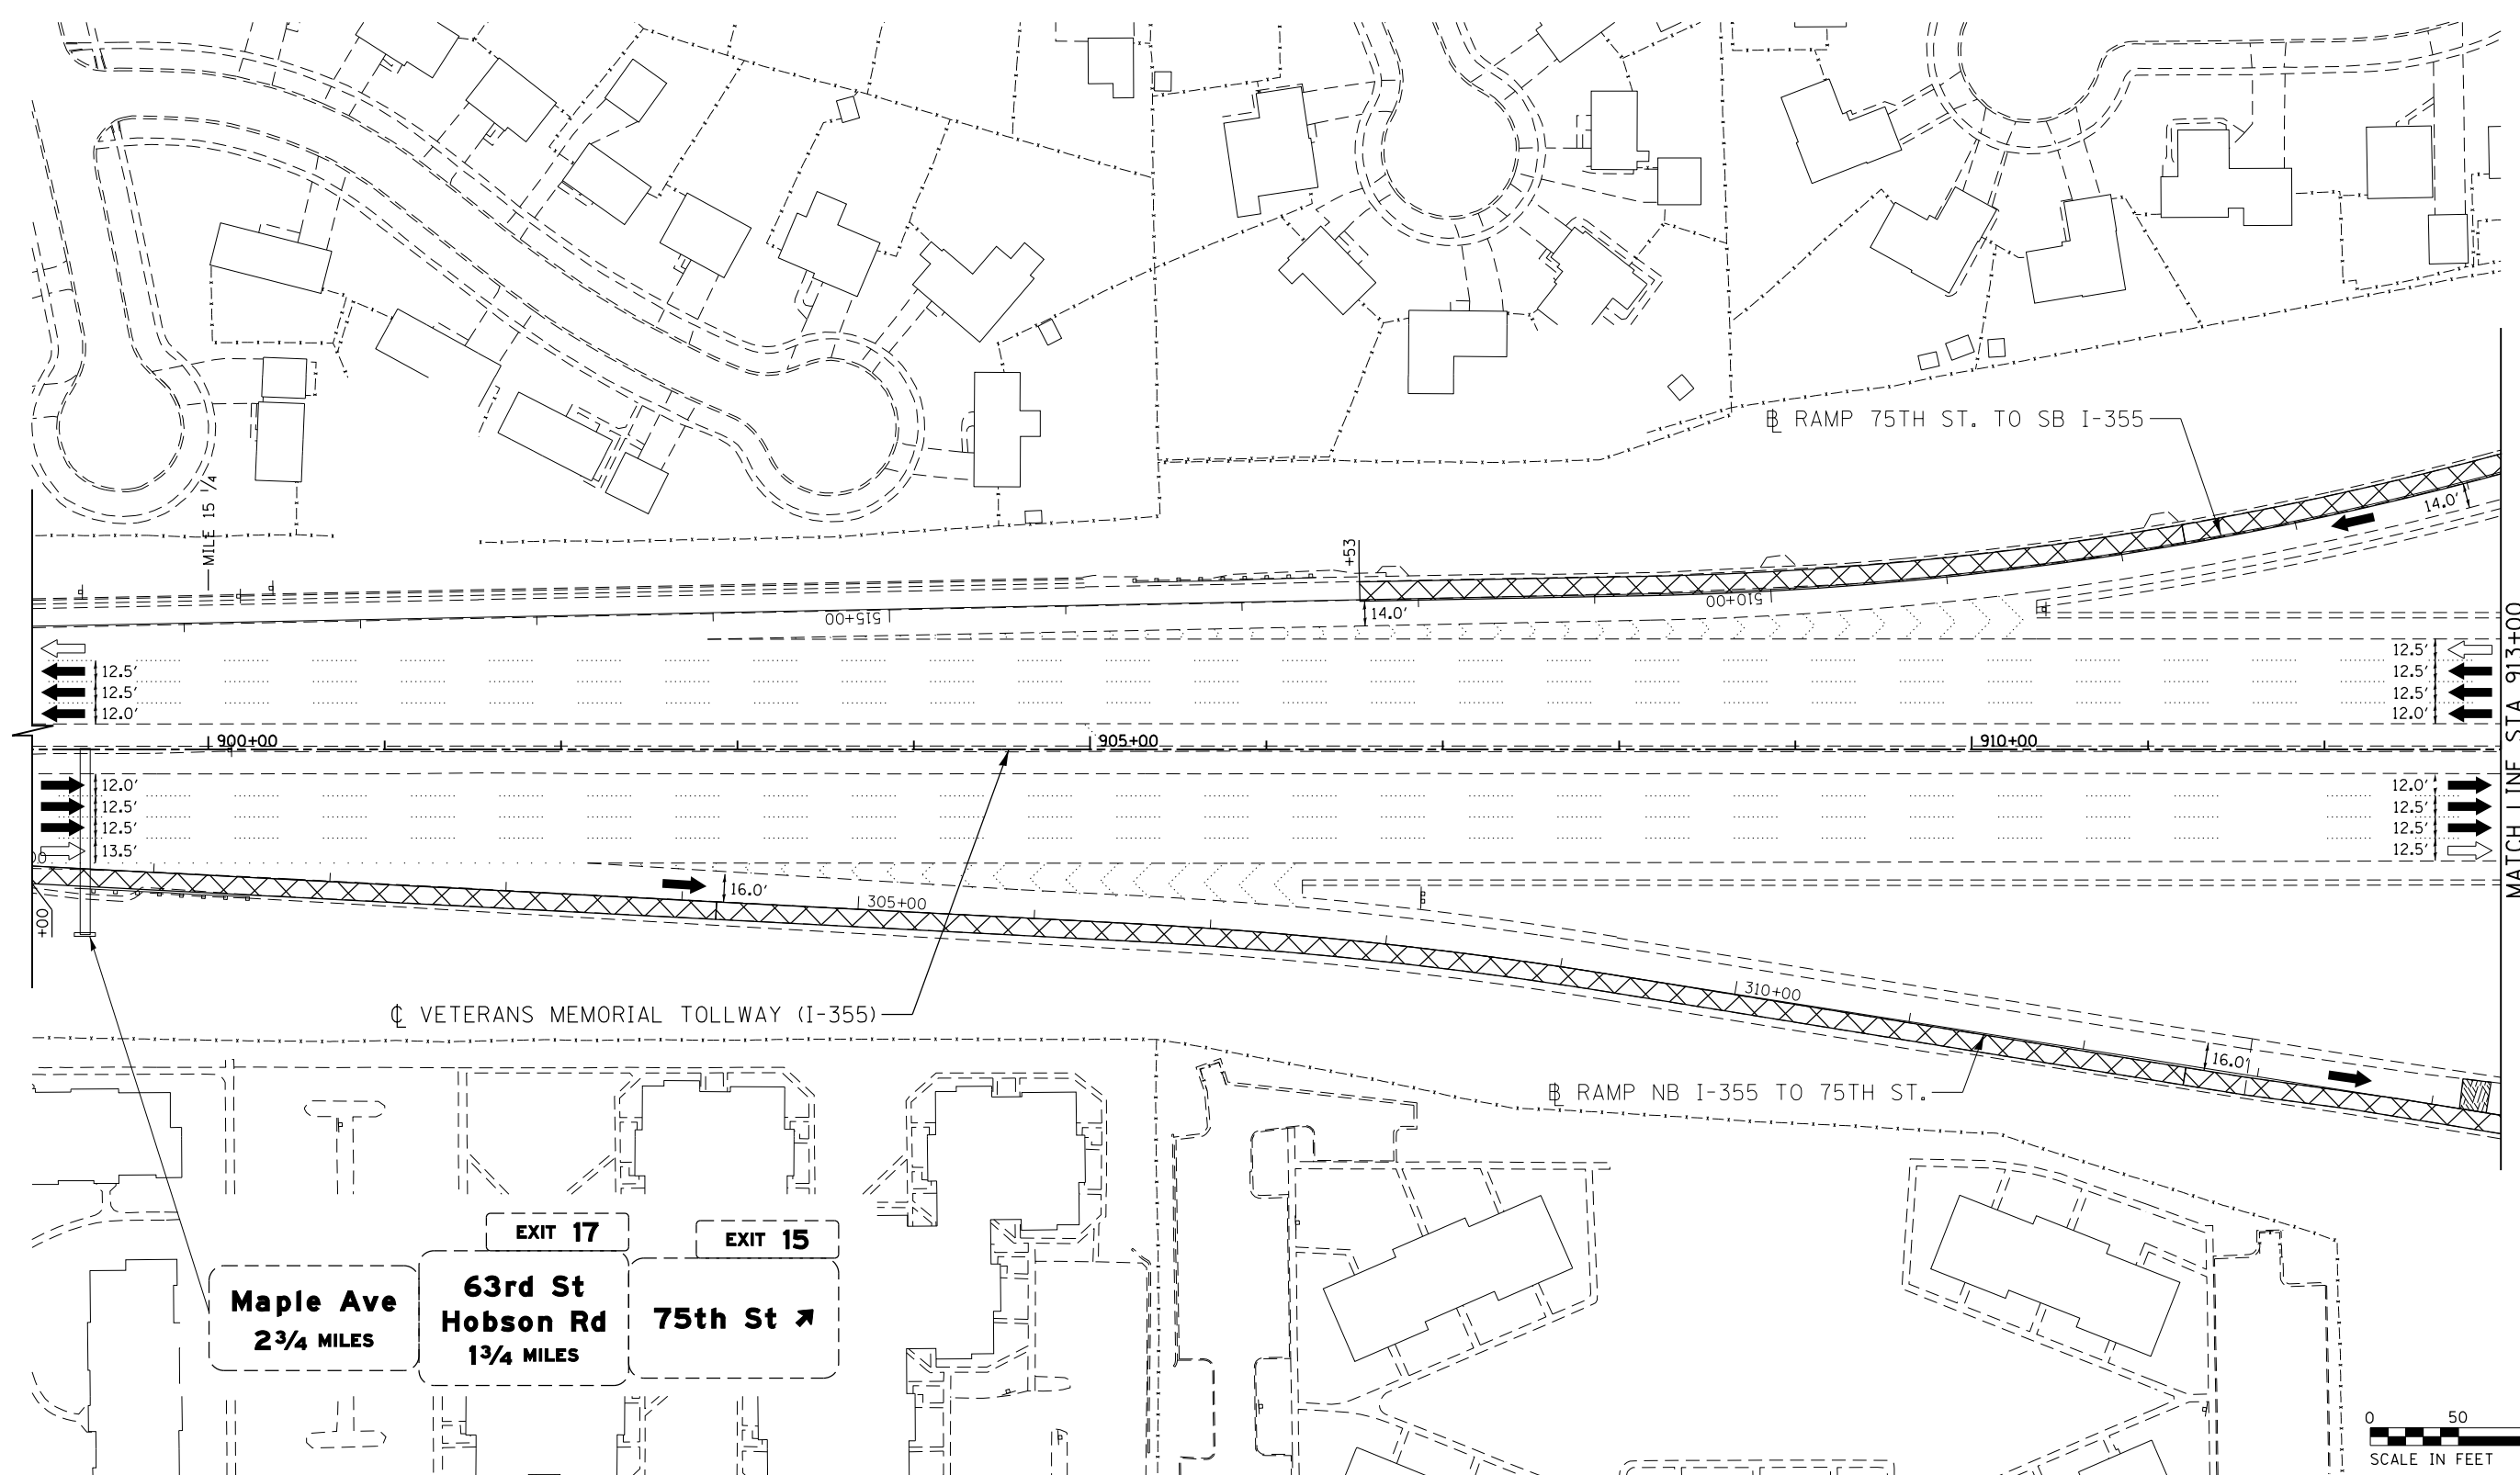 ℄ RAMP 75TH ST. TO SB I-355
MILE 15 ¼
+53
14.0'
14.0'
515+00
510+00
12.5'
12.5'
12.0'
12.5'
12.5'
12.5'
12.0'
900+00
905+00
910+00
MATCH LINE STA 913+00
12.0'
12.5'
12.5'
13.5'
12.0'
12.5'
12.5'
12.5'
+00
16.0'
305+00
310+00
16.0'
℄ VETERANS MEMORIAL TOLLWAY (I-355)
℄ RAMP NB I-355 TO 75TH ST.
EXIT 17
EXIT 15
Maple Ave
2¾ MILES
63rd St
Hobson Rd
1¾ MILES
75th St ↗
0 50
SCALE IN FEET